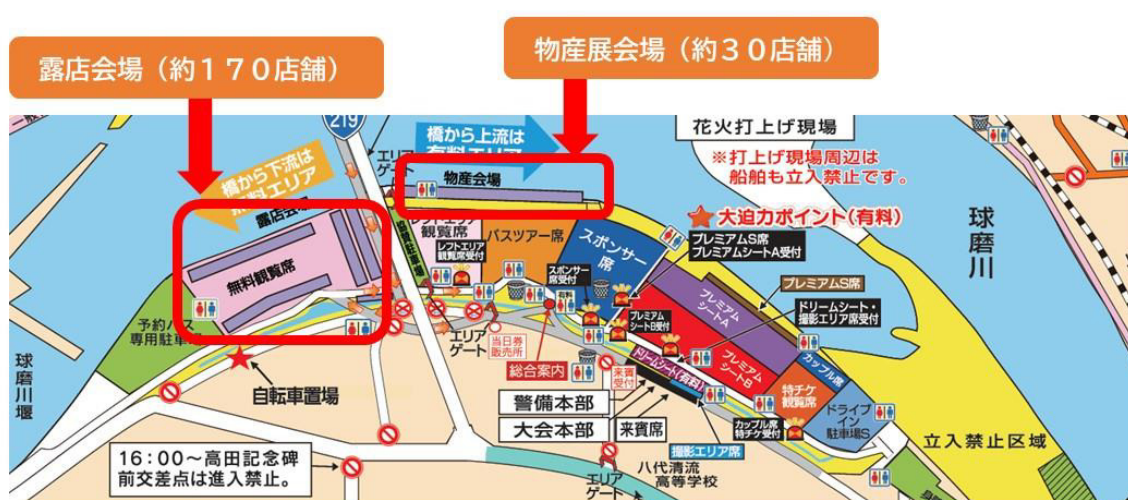 露店会場（約１７０店舗）
物産展会場（約３０店舗）
219
橋から上流は
有料エリア
エリア
ゲート
花火打上げ現場
※打上げ現場周辺は
船舶も立入禁止です。
橋から下流は
無料エリア
露店会場
物産会場
無料観覧席
レフトエリア
観覧席
レフトエリア
観覧席受付
バスツアー席
スポンサー
席
スポンサー
席受付
大迫力ポイント(有料)
プレミアムS席
プレミアムシートA受付
プレミアムS席
プレミアム
シートA
ドリームシート・
撮影エリア席受付
プレミアム
シートB受付
プレミアム
シートB
ドリームシート(有料)
カップル席
特チケ
観覧席
ドライブ
イン
駐車場S
カップル席
特チケ受付
球磨川
予約バス
専用駐車場
球磨川堰
自転車置場
エリア
ゲート
当日券
販売所
有料
総合案内
来賓
受付
警備本部
大会本部
来賓席
撮影エリア席
立入禁止区域
16:00～高田記念碑
前交差点は進入禁止。
エリア
ゲート
八代清流
高等学校